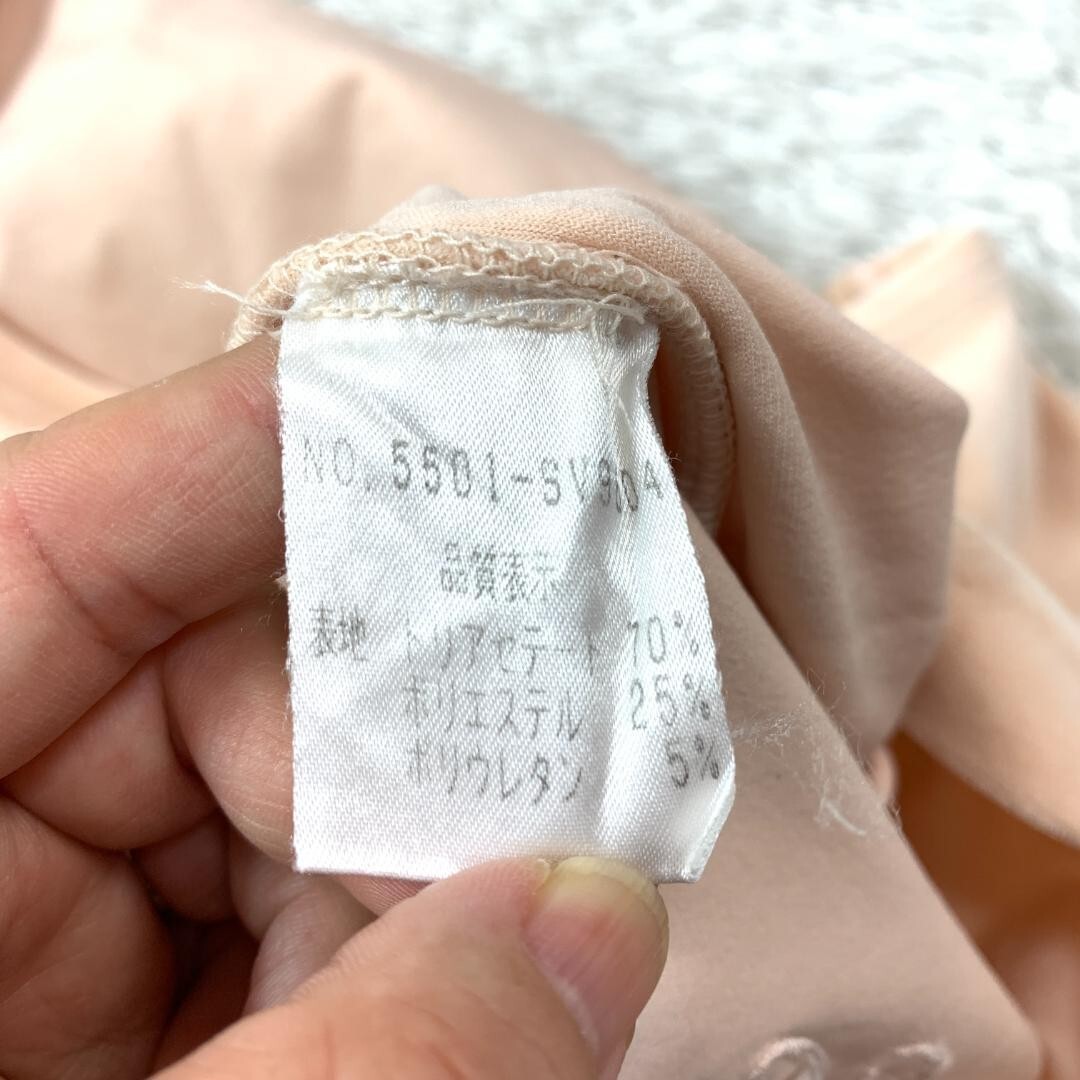 NO. 5501-SV900A
品質表示
表地 トリアセテート 70%
ポリエステル 25%
ポリウレタン 5%